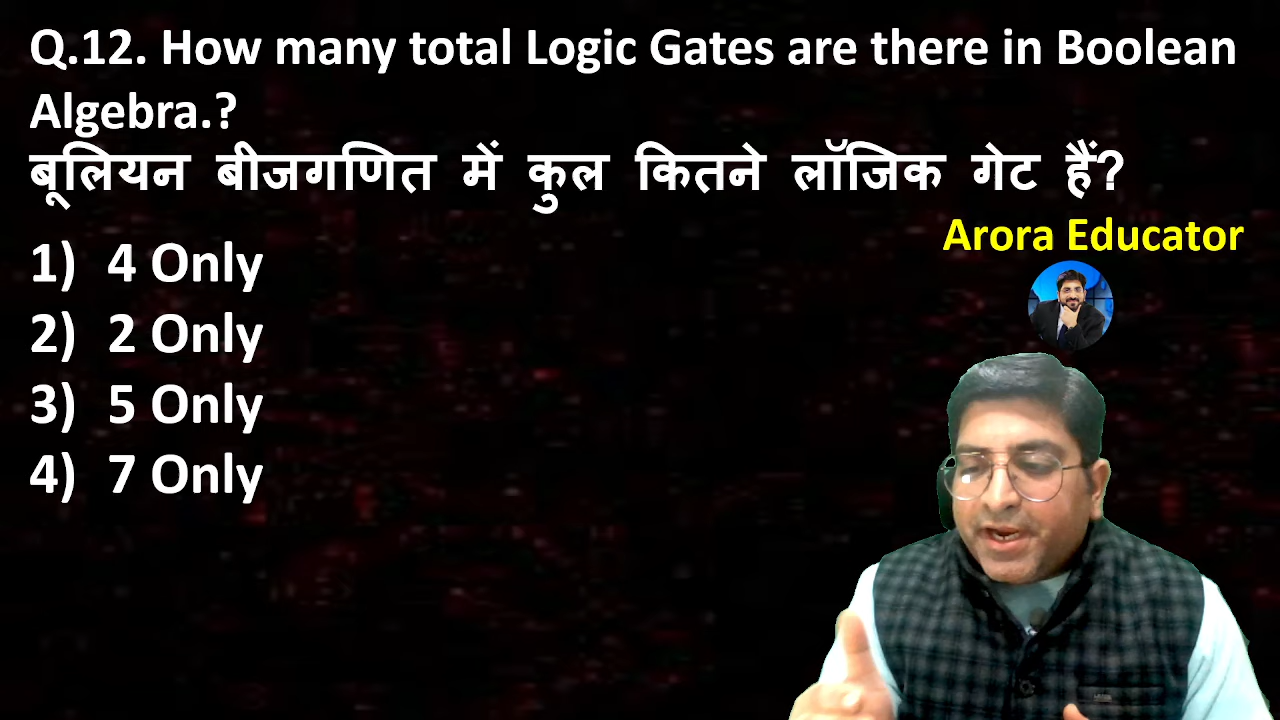 Q.12. How many total Logic Gates are there in Boolean
Algebra.?
बूलियन बीजगणित में कुल कितने लॉजिक गेट हैं?
Arora Educator
1) 4 Only
2) 2 Only
3) 5 Only
4) 7 Only